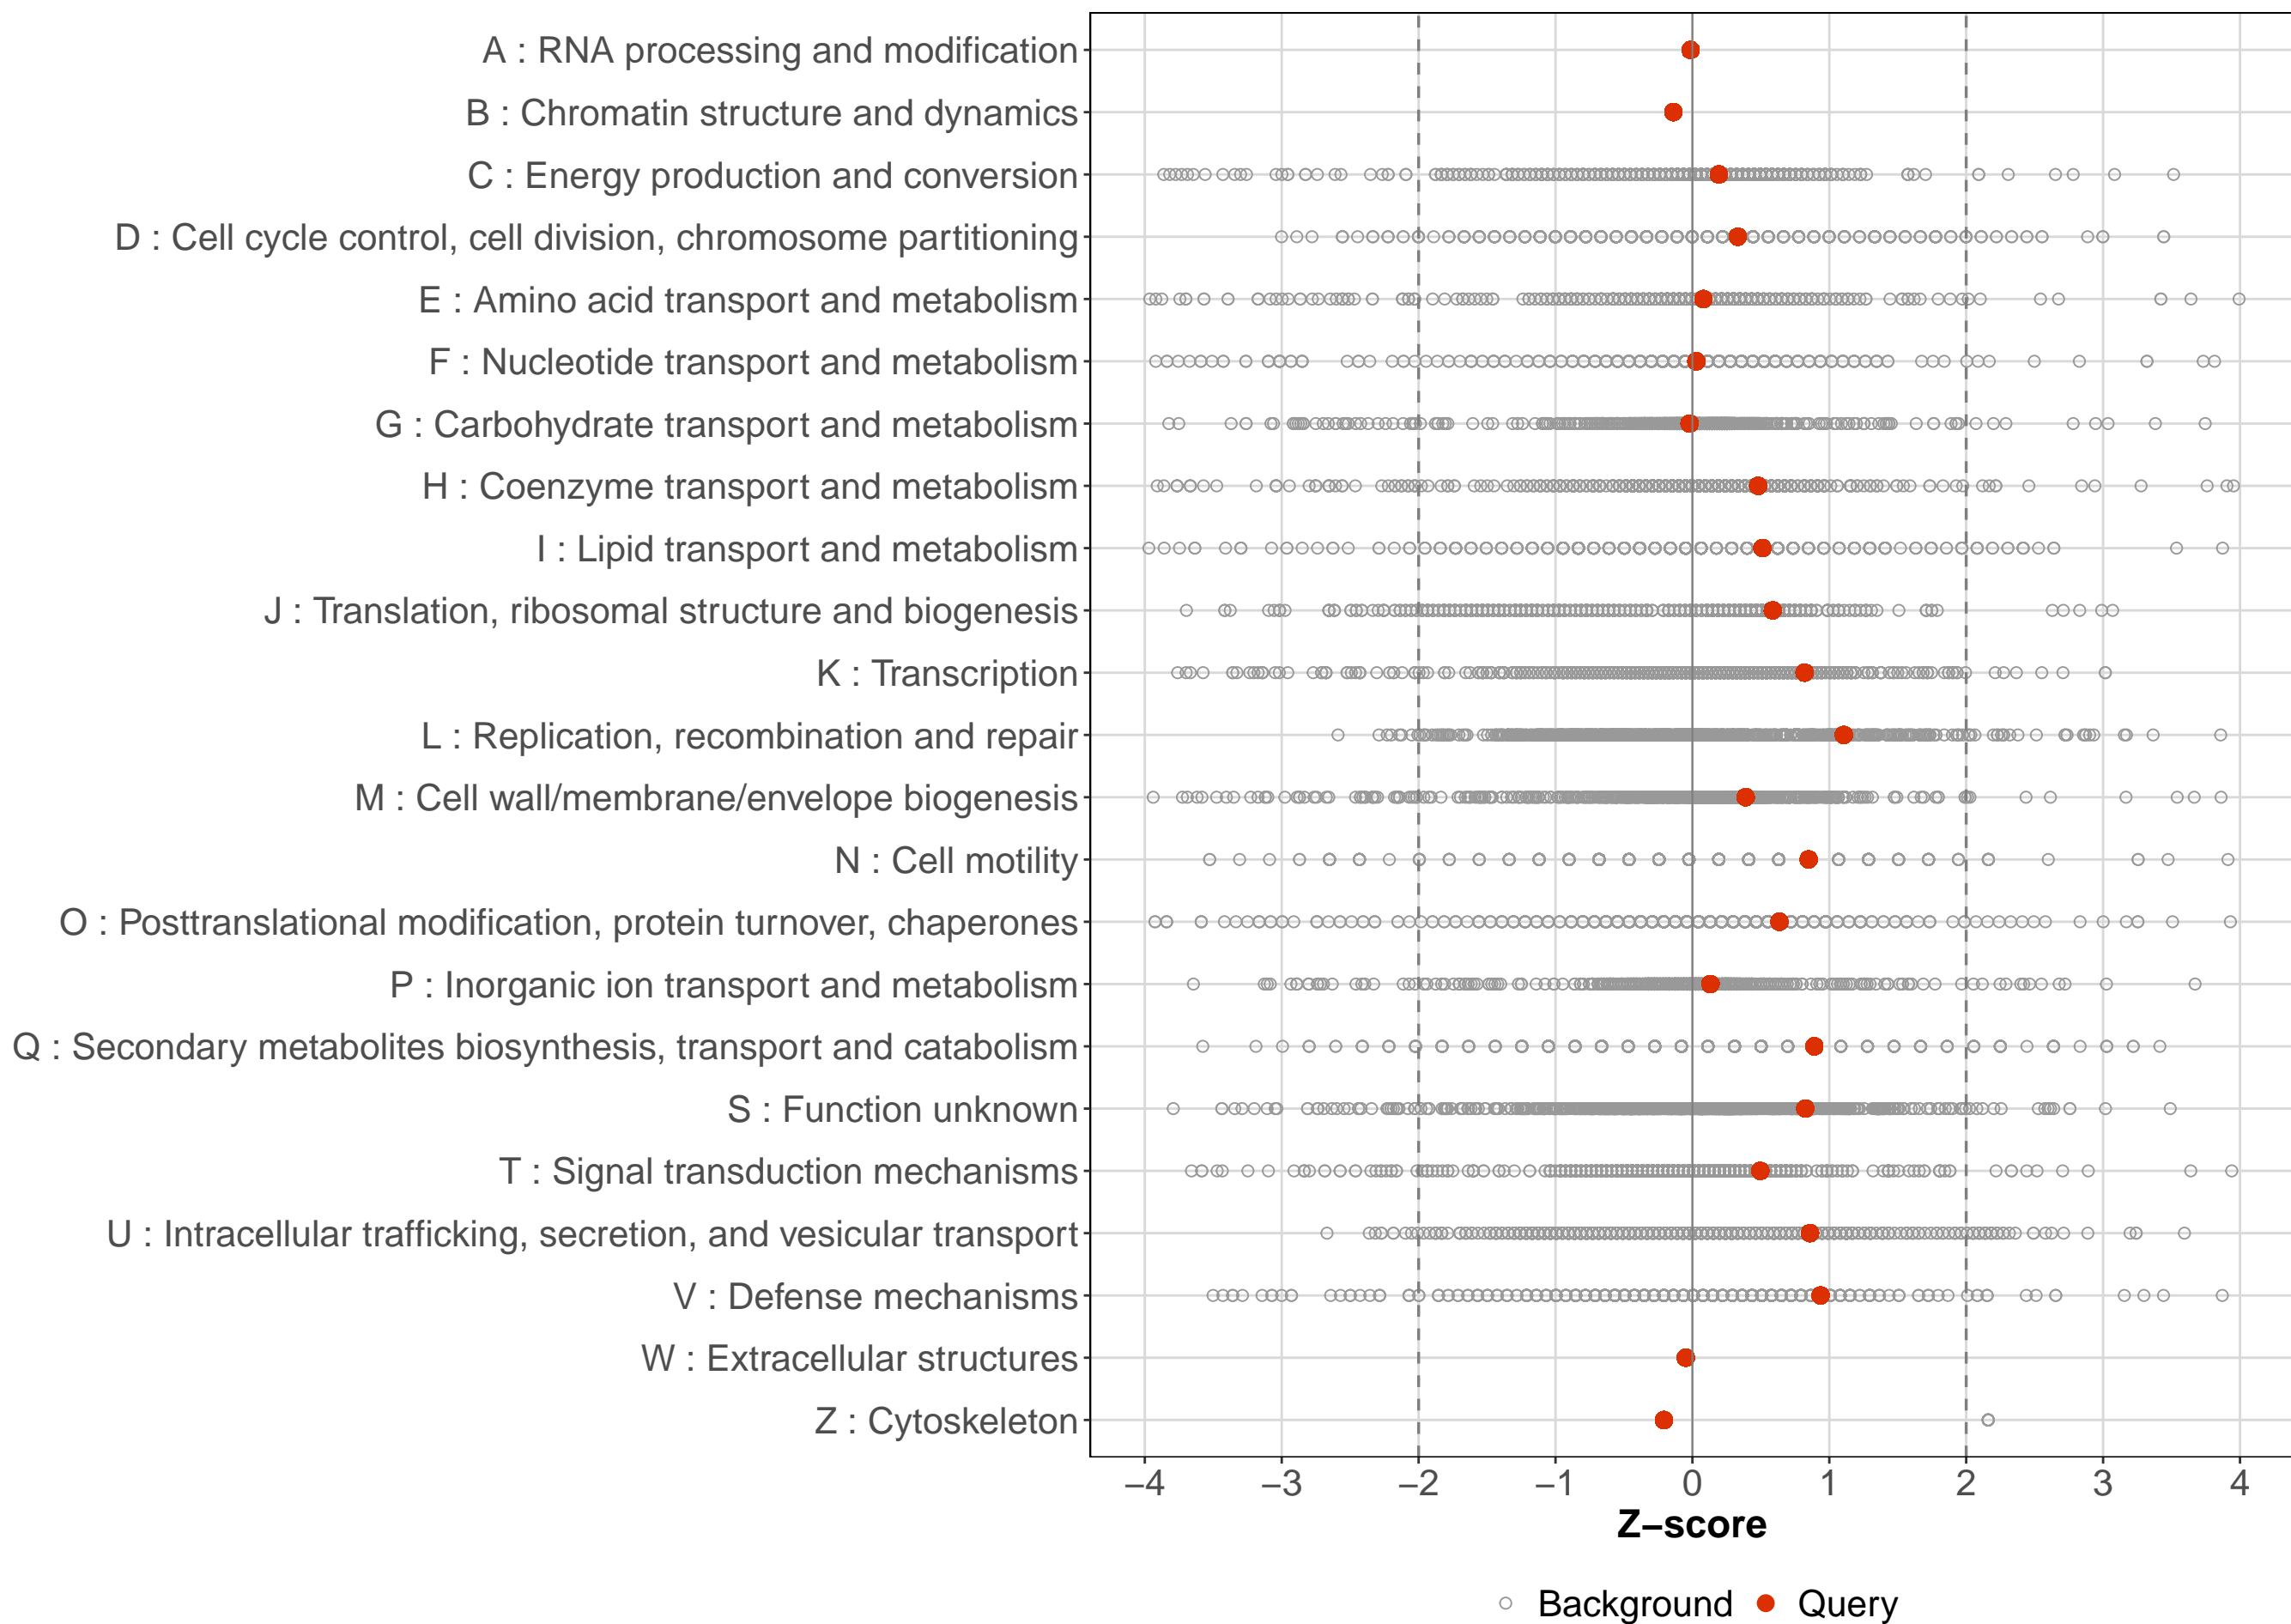 A : RNA processing and modification
B : Chromatin structure and dynamics
C : Energy production and conversion
D : Cell cycle control, cell division, chromosome partitioning
E : Amino acid transport and metabolism
F : Nucleotide transport and metabolism
G : Carbohydrate transport and metabolism
H : Coenzyme transport and metabolism
I : Lipid transport and metabolism
J : Translation, ribosomal structure and biogenesis
K : Transcription
L : Replication, recombination and repair
M : Cell wall/membrane/envelope biogenesis
N : Cell motility
O : Posttranslational modification, protein turnover, chaperones
P : Inorganic ion transport and metabolism
Q : Secondary metabolites biosynthesis, transport and catabolism
S : Function unknown
T : Signal transduction mechanisms
U : Intracellular trafficking, secretion, and vesicular transport
V : Defense mechanisms
W : Extracellular structures
Z : Cytoskeleton
−4 −3 −2 −1 0 1 2 3 4
Z−score
Background Query